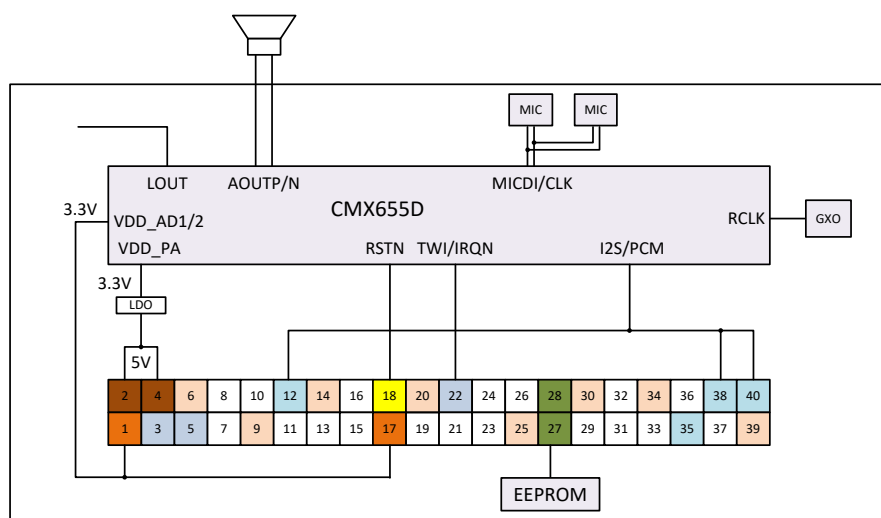 MIC MIC
LOUT AOUTP/N MICDI/CLK
CMX655D
3.3V
VDD_AD1/2
RCLK GXO
VDD_PA RSTN TWI/IRQN I2S/PCM
3.3V
LDO
5V
2 4 6 8 10 12 14 16 18 20 22 24 26 28 30 32 34 36 38 40
1 3 5 7 9 11 13 15 17 19 21 23 25 27 29 31 33 35 37 39
EEPROM